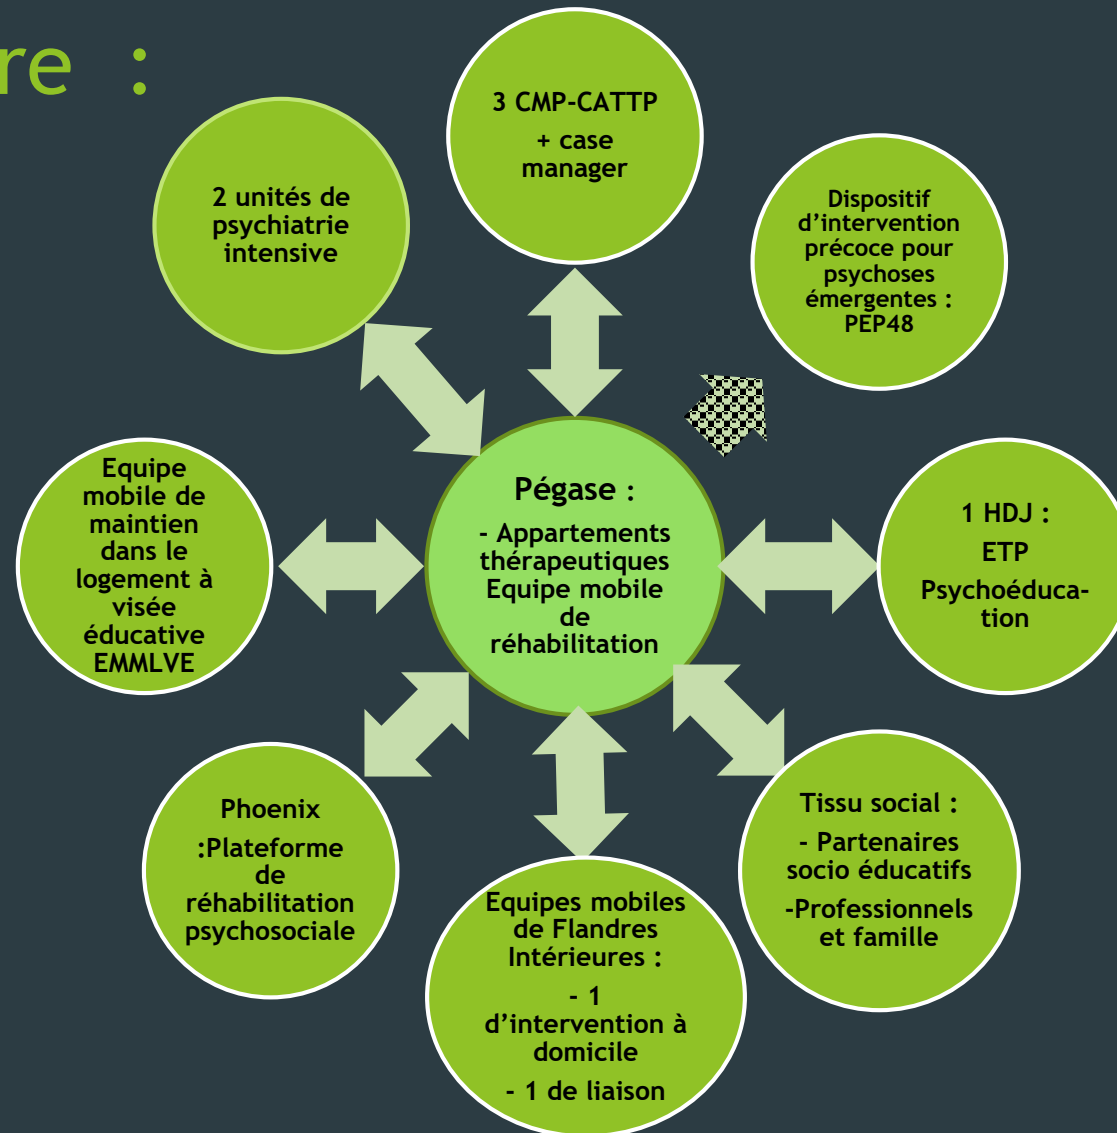 re :
3 CMP-CATTP
+ case
manager
2 unités de
psychiatrie
intensive
Dispositif
d’intervention
précoce pour
psychoses
émergentes :
PEP48
Equipe
mobile de
maintien
dans le
logement à
visée
éducative
EMMLVE
Pégase :
- Appartements
thérapeutiques
Equipe mobile
de
réhabilitation
1 HDJ :
ETP
Psychoéduca-
tion
Phoenix
:Plateforme
de
réhabilitation
psychosociale
Equipes mobiles
de Flandres
Intérieures :
- 1
d’intervention à
domicile
- 1 de liaison
Tissu social :
- Partenaires
socio éducatifs
-Professionnels
et famille